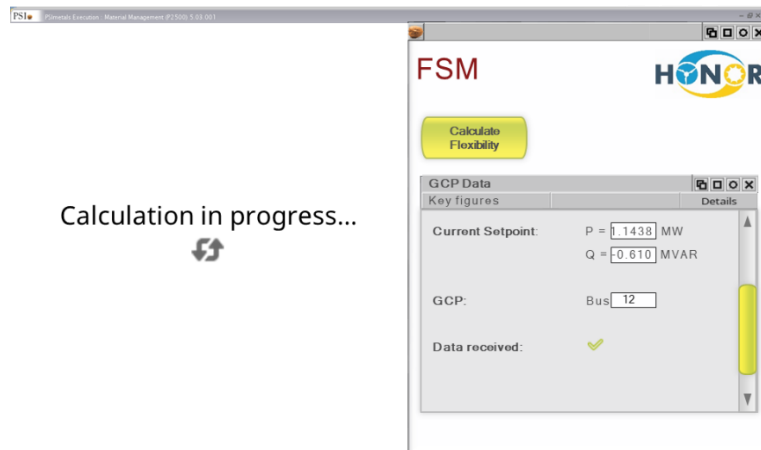 PSI
PSImetals Execution - Material Management (P2500) 5.03.001
FSM
HONOR
Calculate
Flexibility
GCP Data
Key figures
Details
Calculation in progress...
Current Setpoint:
P = 1.1438 MW
Q = -0.610 MVAR
GCP:
Bus 12
Data received: